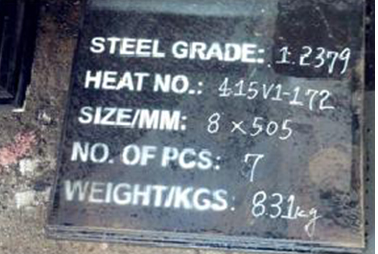 STEEL GRADE: 1.2379
HEAT NO.: 415V1-172
SIZE/MM: 8 × 505
NO. OF PCS: 7
WEIGHT/KGS: 831kg